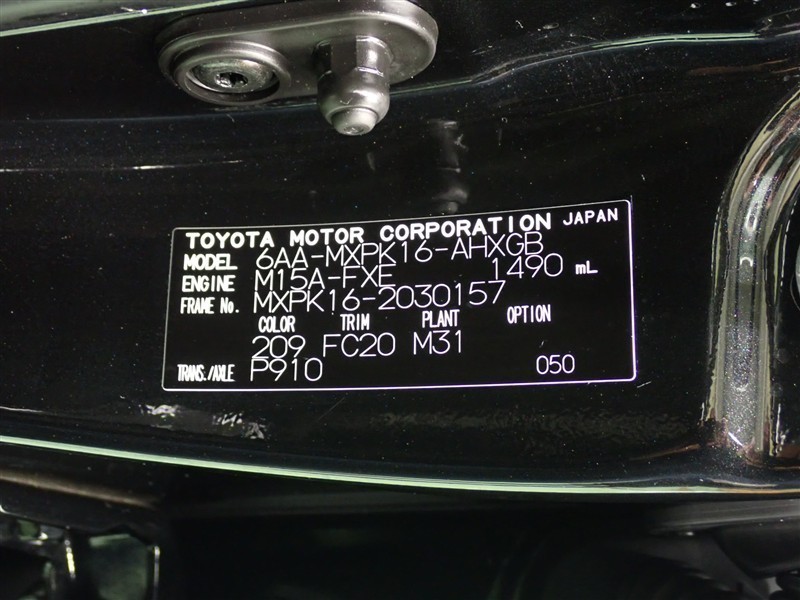 TOYOTA MOTOR CORPORATION JAPAN
MODEL 6AA-MXPK16-AHXGB
ENGINE M15A-FXE 1490 mL
FRAME No. MXPK16-2030157
COLOR TRIM PLANT OPTION
209 FC20 M31
TRANS./AXLE P910 050